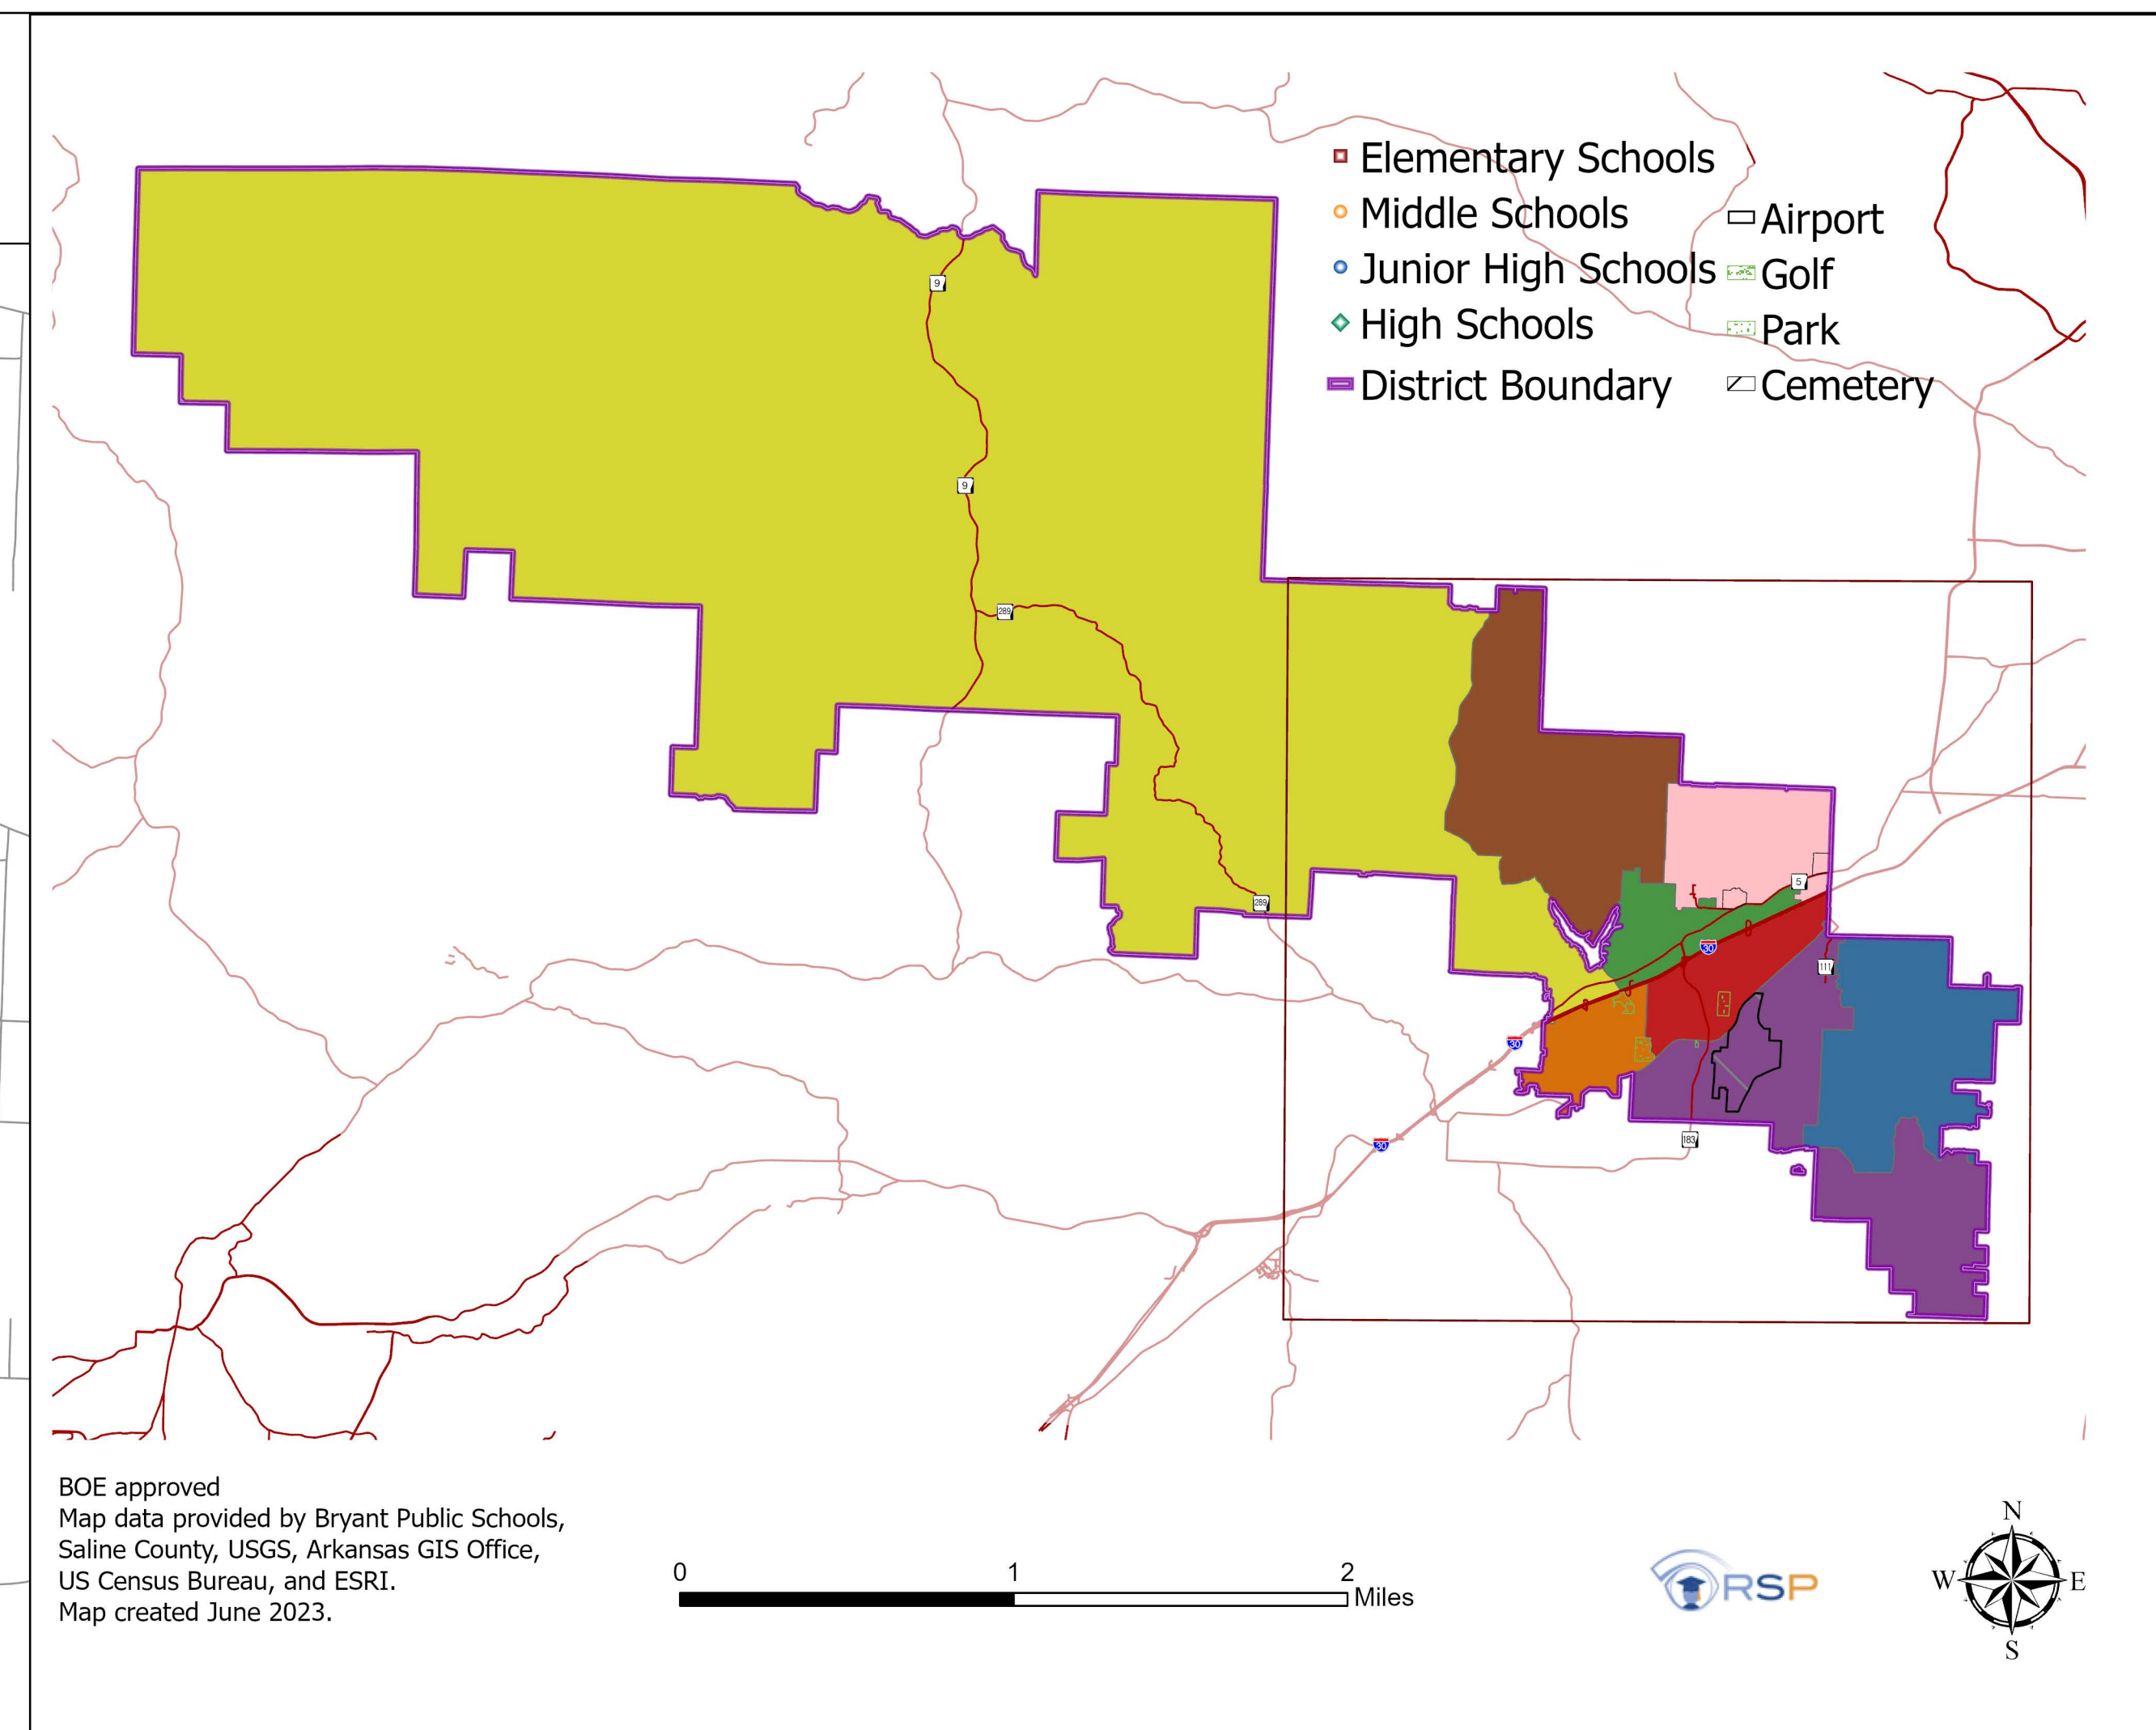 Elementary Schools
Middle Schools
Junior High Schools
High Schools
District Boundary
Airport
Golf
Park
Cemetery
9
9
289
289
5
30
111
30
183
30
BOE approved
Map data provided by Bryant Public Schools,
Saline County, USGS, Arkansas GIS Office,
US Census Bureau, and ESRI.
Map created June 2023.
0 1 2
Miles
RSP
N
W E
S